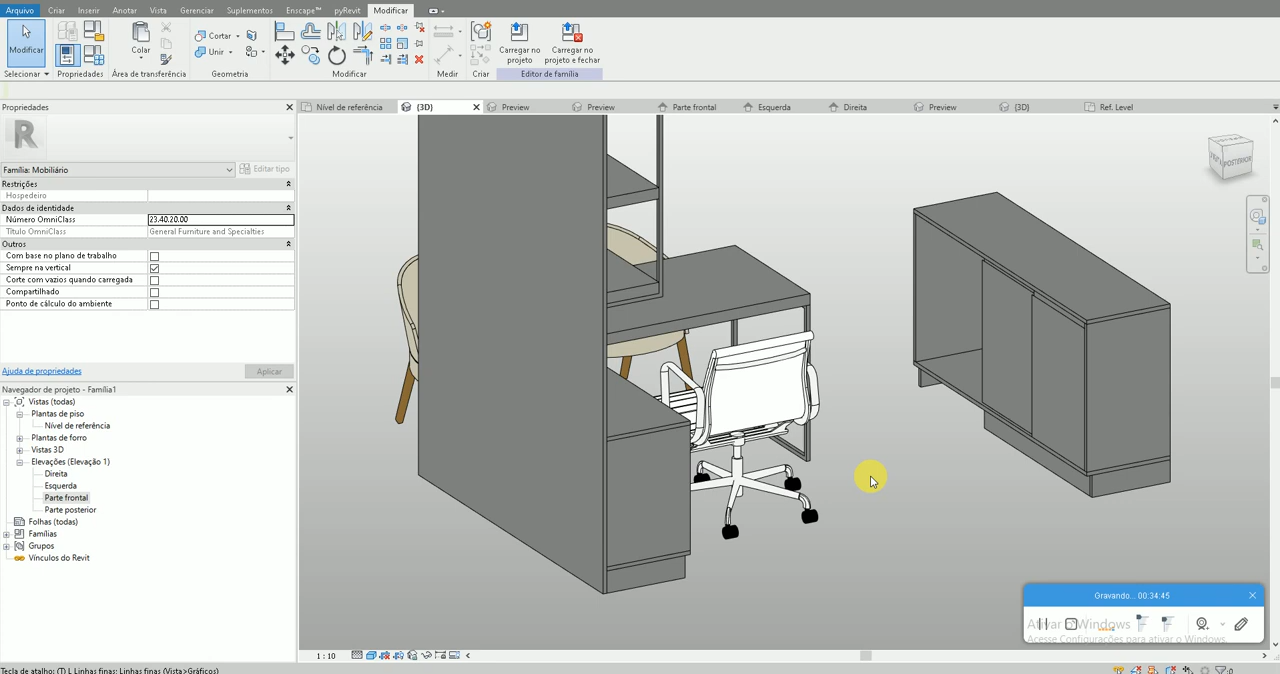 Arquivo Criar Inserir Anotar Vista Gerenciar Suplementos Enscape™ pyRevit Modificar
Modificar
Colar
Cortar
Unir
Carregar no projeto
Carregar no projeto e fechar
Selecionar Propriedades Área de transferência Geometria Modificar Medir Criar Editor de família
Propriedades
Nível de referência {3D} Preview Preview Parte frontal Esquerda Direita Preview {3D} Ref. Level
Família: Mobiliário Editar tipo
Restrições
Hospedeiro
Dados de identidade
Número OmniClass 23.40.20.00
Título OmniClass General Furniture and Specialties
Outros
Com base no plano de trabalho
Sempre na vertical
Corte com vazios quando carregada
Compartilhado
Ponto de cálculo do ambiente
Ajuda de propriedades Aplicar
Navegador de projeto - Família1
Vistas (todas)
Plantas de piso
Nível de referência
Plantas de forro
Vistas 3D
Elevações (Elevação 1)
Direita
Esquerda
Parte frontal
Parte posterior
Folhas (todas)
Famílias
Grupos
Vínculos do Revit
POSTERIOR
Gravando... 00:34:45
Ativar o Windows
Acesse Configurações para ativar o Windows.
1 : 10
Tecla de atalho: (T) L Linhas finas: Linhas finas (Vista>Gráficos)
:0